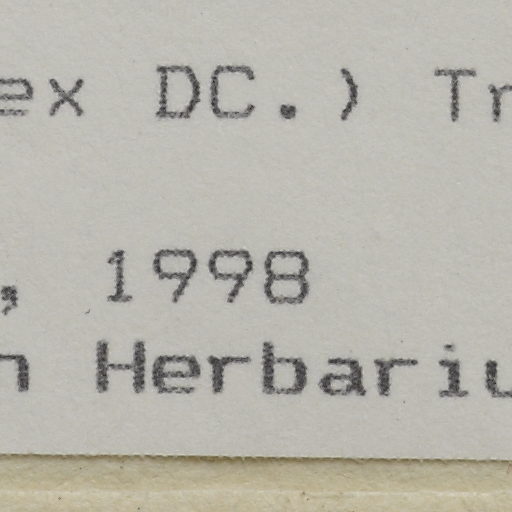 ex DC.) Tr
, 1998
n Herbariu